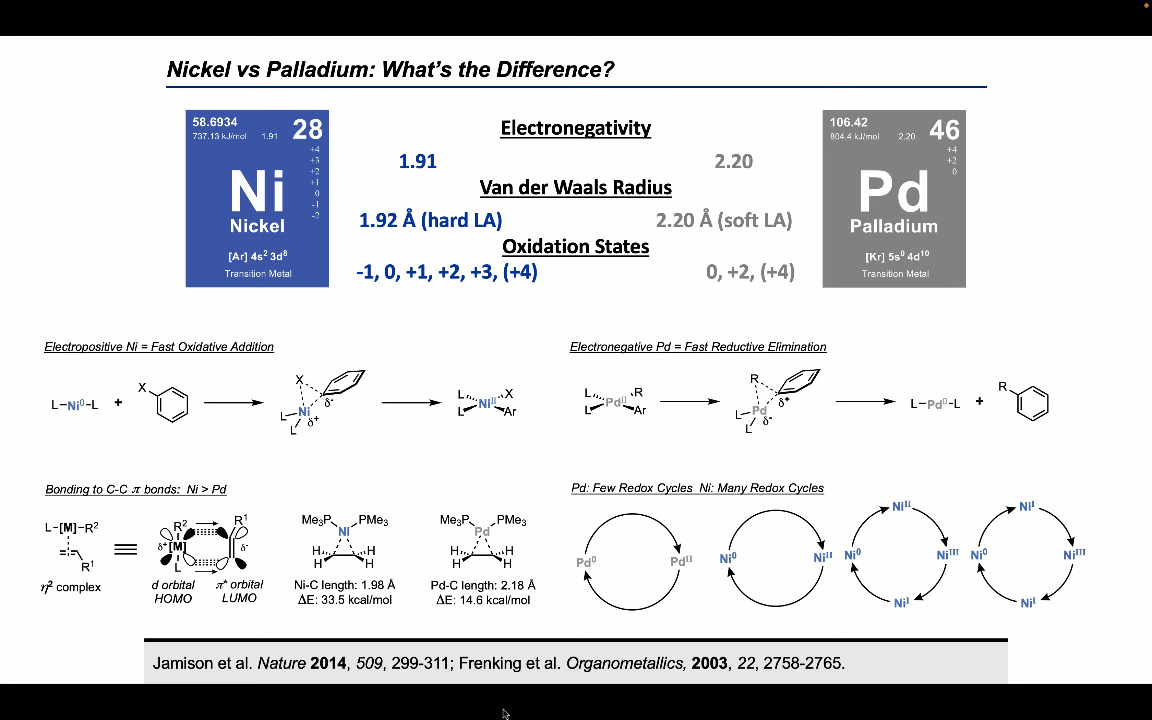 Nickel vs Palladium: What's the Difference?
58.6934 28
737.13 kJ/mol 1.91
+4
+3
+2
+1
0
-1
-2
Ni
Nickel
[Ar] 4s² 3d⁸
Transition Metal
Electronegativity
1.91 2.20
Van der Waals Radius
1.92 Å (hard LA) 2.20 Å (soft LA)
Oxidation States
-1, 0, +1, +2, +3, (+4) 0, +2, (+4)
106.42 46
804.4 kJ/mol 2.20
+4
+2
0
Pd
Palladium
[Kr] 5s⁰ 4d¹⁰
Transition Metal
Electropositive Ni = Fast Oxidative Addition
L–Ni⁰–L + X
X Ni δ⁺ δ⁻ L L
L L Niᴵᴵ X Ar
Electronegative Pd = Fast Reductive Elimination
L L Pdᴵᴵ R Ar
R Pd δ⁻ δ⁺ L L
L–Pd⁰–L + R
Bonding to C-C π bonds: Ni > Pd
L–[M]–R²
R¹
η² complex
R² R¹
δ⁺ [M] δ⁻
L
d orbital π* orbital
HOMO LUMO
Me₃P PMe₃
Ni
H H
H H
Ni-C length: 1.98 Å
ΔE: 33.5 kcal/mol
Me₃P PMe₃
Pd
H H
H H
Pd-C length: 2.18 Å
ΔE: 14.6 kcal/mol
Pd: Few Redox Cycles Ni: Many Redox Cycles
Pd⁰ Pdᴵᴵ
Ni⁰ Niᴵᴵ
Niᴵᴵ
Ni⁰ Niᴵᴵᴵ
Niᴵ
Niᴵ
Ni⁰ Niᴵᴵᴵ
Niᴵ
Jamison et al. Nature 2014, 509, 299-311; Frenking et al. Organometallics, 2003, 22, 2758-2765.